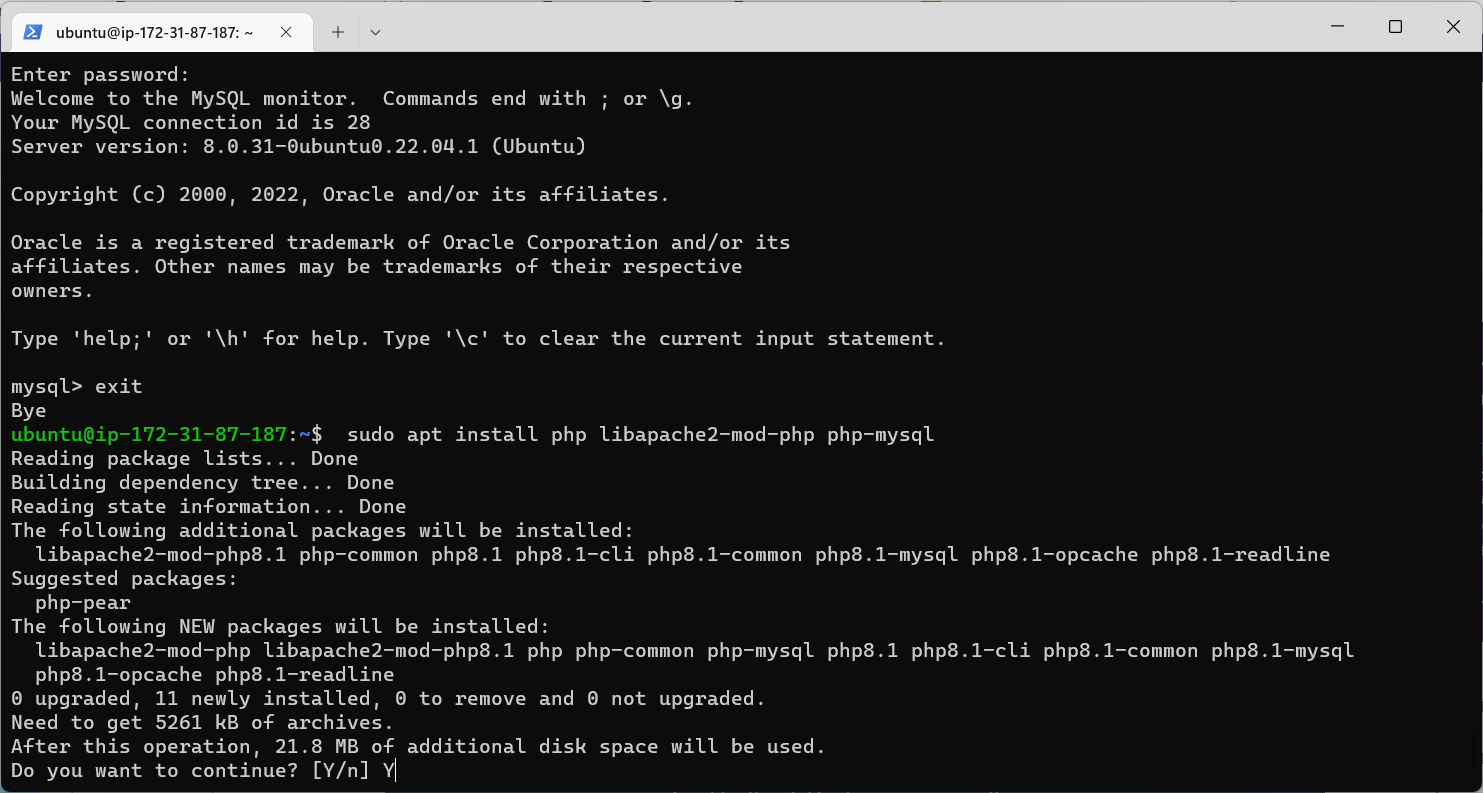 ubuntu@ip-172-31-87-187: ~
Enter password:
Welcome to the MySQL monitor.  Commands end with ; or \g.
Your MySQL connection id is 28
Server version: 8.0.31-0ubuntu0.22.04.1 (Ubuntu)
Copyright (c) 2000, 2022, Oracle and/or its affiliates.
Oracle is a registered trademark of Oracle Corporation and/or its
affiliates. Other names may be trademarks of their respective
owners.
Type 'help;' or '\h' for help. Type '\c' to clear the current input statement.
mysql> exit
Bye
ubuntu@ip-172-31-87-187:~$  sudo apt install php libapache2-mod-php php-mysql
Reading package lists... Done
Building dependency tree... Done
Reading state information... Done
The following additional packages will be installed:
  libapache2-mod-php8.1 php-common php8.1 php8.1-cli php8.1-common php8.1-mysql php8.1-opcache php8.1-readline
Suggested packages:
  php-pear
The following NEW packages will be installed:
  libapache2-mod-php libapache2-mod-php8.1 php php-common php-mysql php8.1 php8.1-cli php8.1-common php8.1-mysql
  php8.1-opcache php8.1-readline
0 upgraded, 11 newly installed, 0 to remove and 0 not upgraded.
Need to get 5261 kB of archives.
After this operation, 21.8 MB of additional disk space will be used.
Do you want to continue? [Y/n] Y